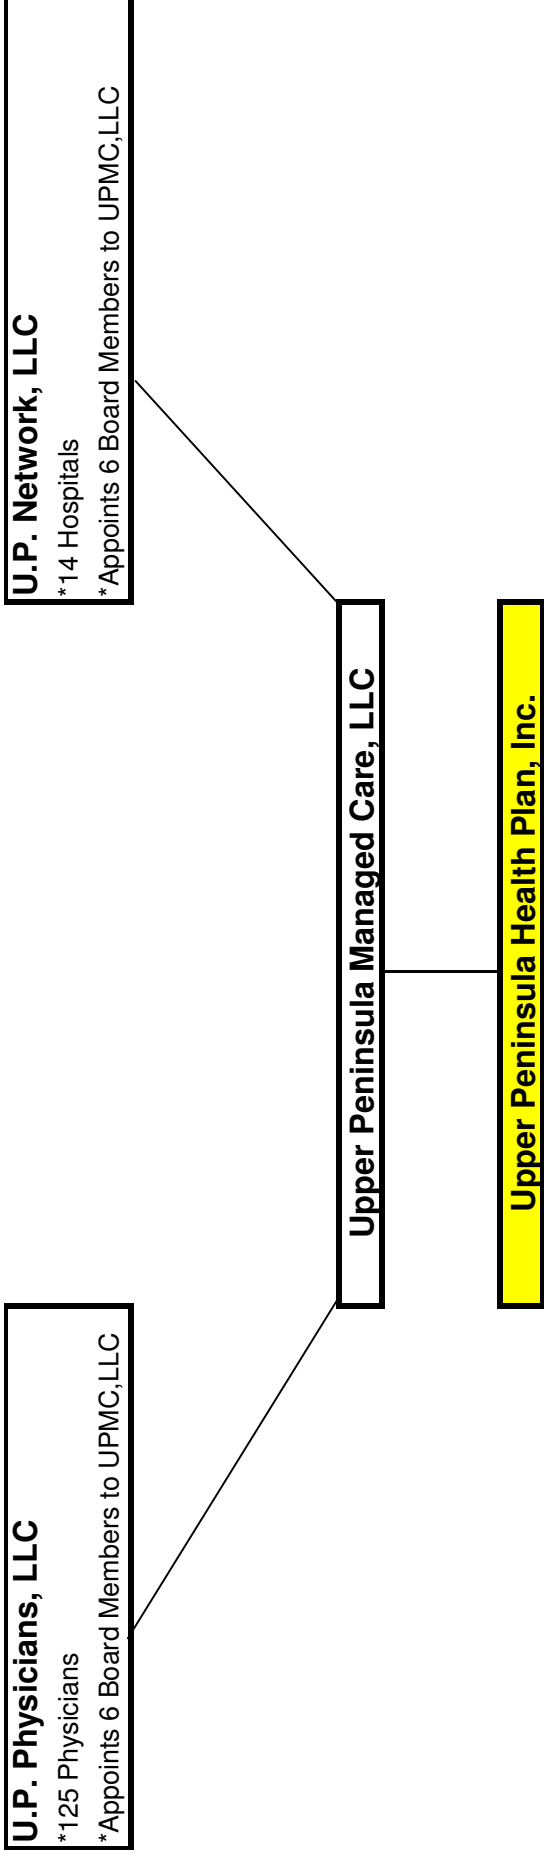 U.P. Physicians, LLC
*125 Physicians
*Appoints 6 Board Members to UPMC,LLC
U.P. Network, LLC
*14 Hospitals
*Appoints 6 Board Members to UPMC,LLC
Upper Peninsula Managed Care, LLC
Upper Peninsula Health Plan, Inc.